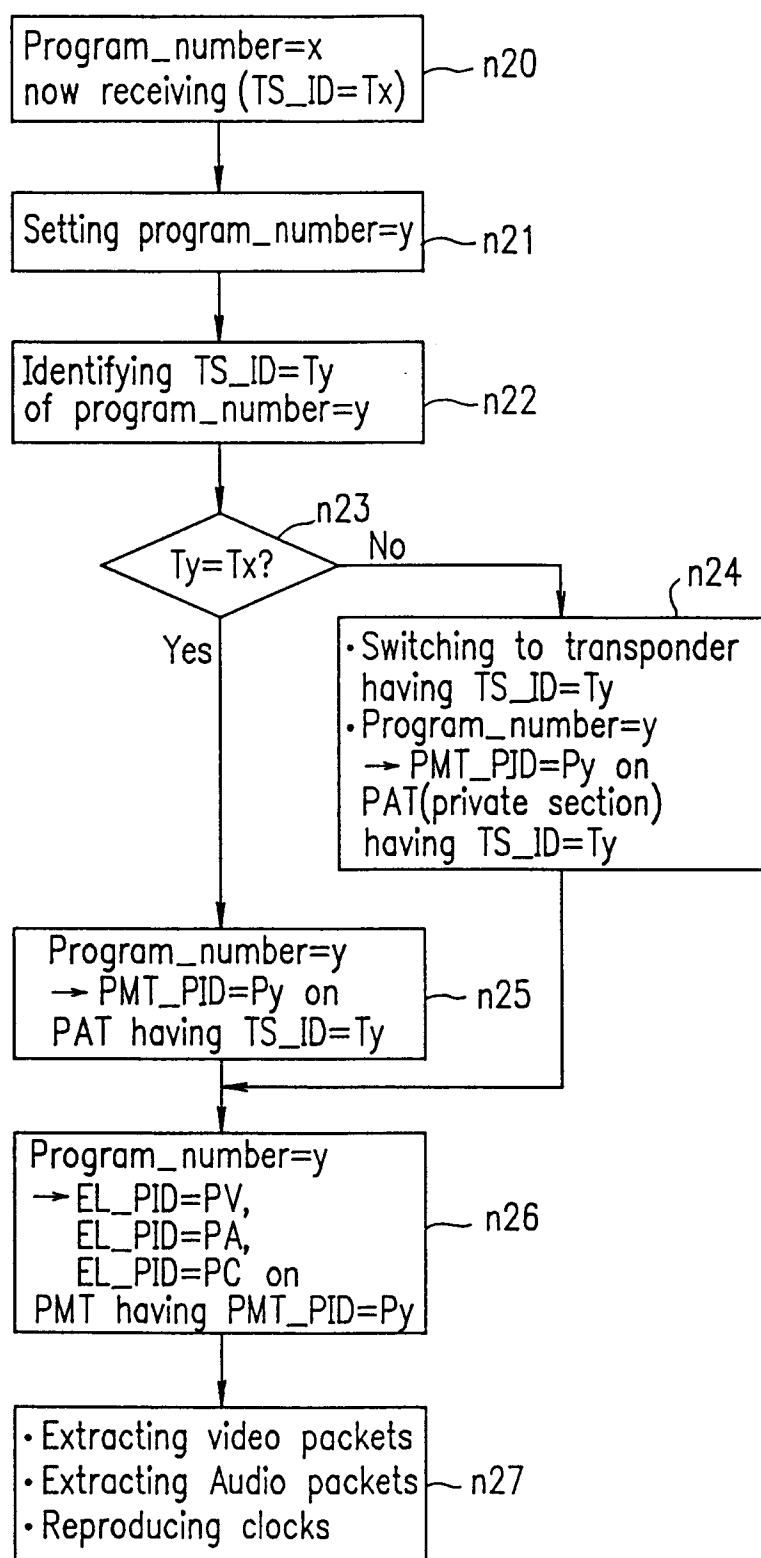 Program_number=x
now receiving (TS_ID=Tx)
n20
Setting program_number=y
n21
Identifying TS_ID=Ty
of program_number=y
n22
n23
Ty=Tx?
No
Yes
n24
· Switching to transponder
having TS_ID=Ty
· Program_number=y
→ PMT_PID=Py on
PAT(private section)
having TS_ID=Ty
Program_number=y
→ PMT_PID=Py on
PAT having TS_ID=Ty
n25
Program_number=y
→ EL_PID=PV,
EL_PID=PA,
EL_PID=PC on
PMT having PMT_PID=Py
n26
· Extracting video packets
· Extracting Audio packets
· Reproducing clocks
n27